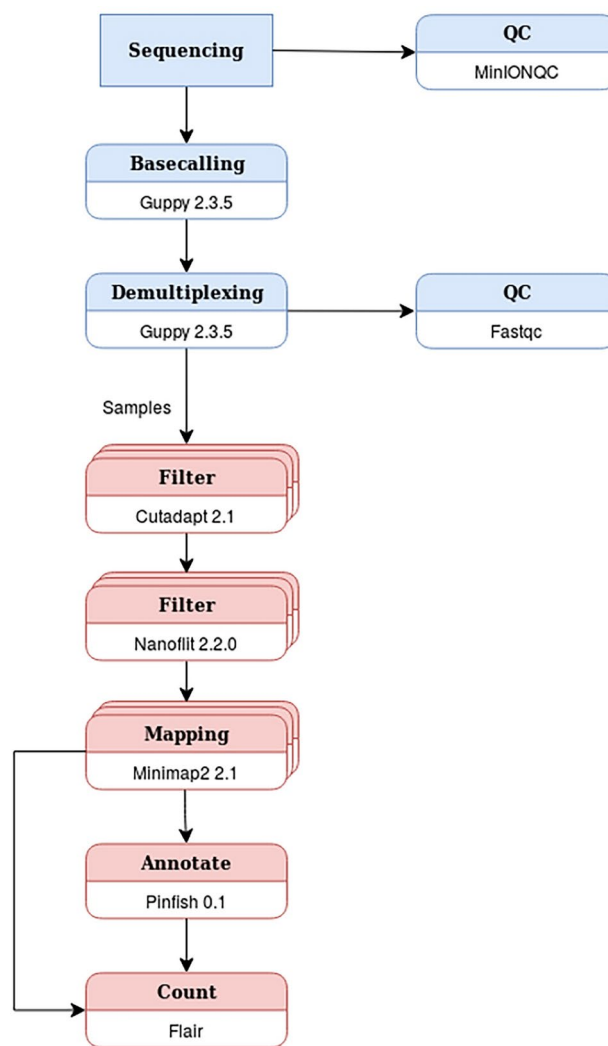 Sequencing
QC
MinIONQC
Basecalling
Guppy 2.3.5
Demultiplexing
Guppy 2.3.5
QC
Fastqc
Samples
Filter
Cutadapt 2.1
Filter
Nanoflit 2.2.0
Mapping
Minimap2 2.1
Annotate
Pinfish 0.1
Count
Flair